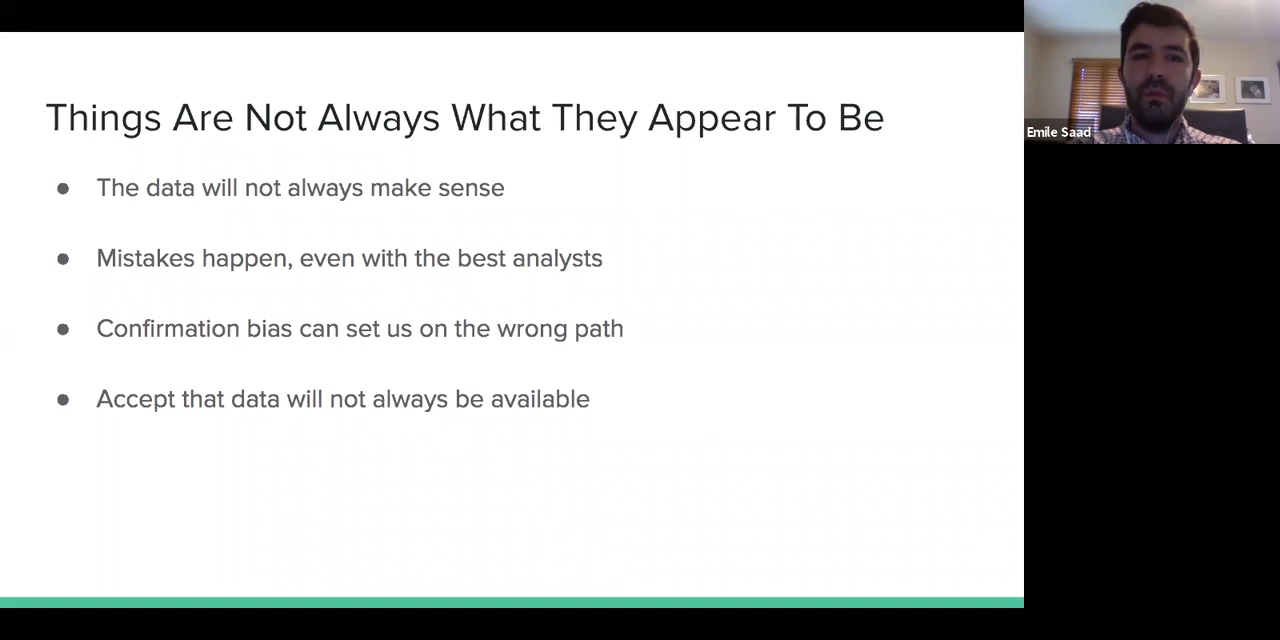 Things Are Not Always What They Appear To Be
● The data will not always make sense
● Mistakes happen, even with the best analysts
● Confirmation bias can set us on the wrong path
● Accept that data will not always be available
Emile Saad